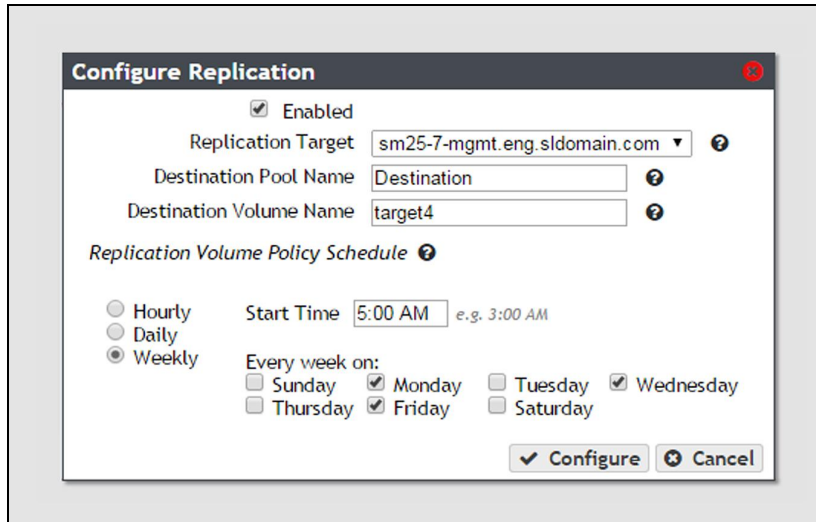 Configure Replication
Enabled
Replication Target sm25-7-mgmt.eng.sldomain.com
Destination Pool Name Destination
Destination Volume Name target4
Replication Volume Policy Schedule
Hourly Start Time 5:00 AM e.g. 3:00 AM
Daily
Weekly Every week on:
Sunday Monday Tuesday Wednesday
Thursday Friday Saturday
Configure Cancel